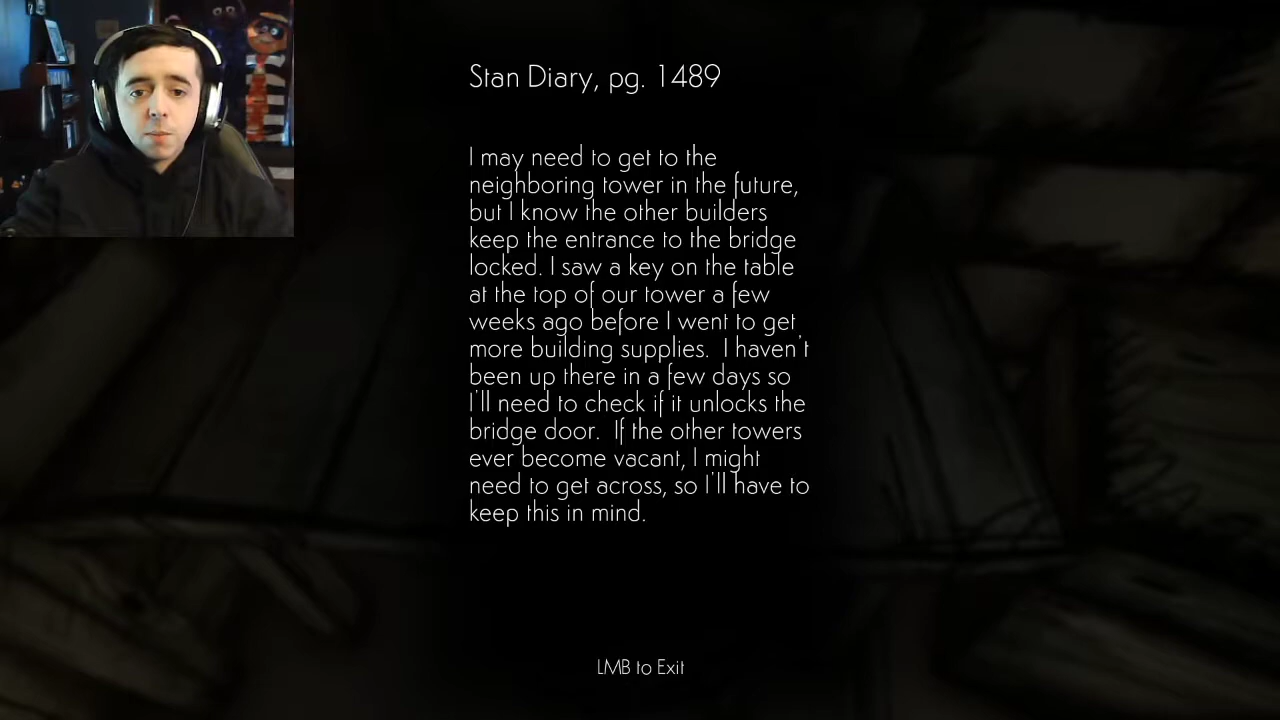 Stan Diary, pg. 1489
I may need to get to the
neighboring tower in the future,
but I know the other builders
keep the entrance to the bridge
locked. I saw a key on the table
at the top of our tower a few
weeks ago before I went to get
more building supplies.  I haven't
been up there in a few days so
I'll need to check if it unlocks the
bridge door.  If the other towers
ever become vacant, I might
need to get across, so I'll have to
keep this in mind.
LMB to Exit